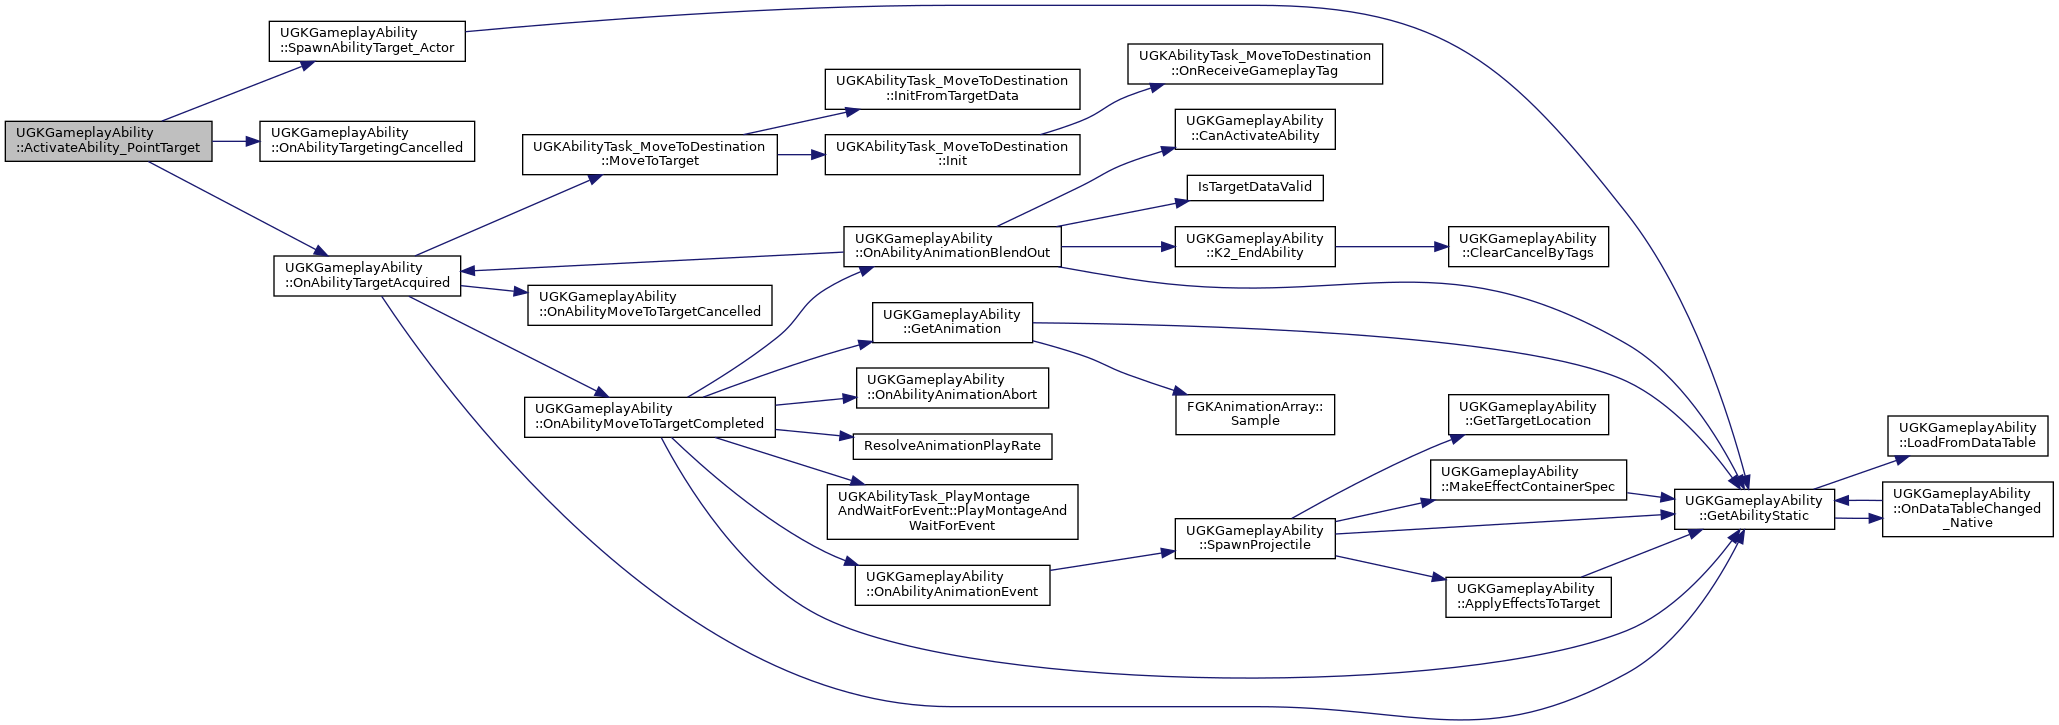 UGKGameplayAbility
::ActivateAbility_PointTarget
UGKGameplayAbility
::SpawnAbilityTarget_Actor
UGKGameplayAbility
::OnAbilityTargetingCancelled
UGKGameplayAbility
::OnAbilityTargetAcquired
UGKAbilityTask_MoveToDestination
::MoveToTarget
UGKGameplayAbility
::OnAbilityMoveToTargetCancelled
UGKGameplayAbility
::OnAbilityMoveToTargetCompleted
UGKAbilityTask_MoveToDestination
::InitFromTargetData
UGKAbilityTask_MoveToDestination
::Init
UGKGameplayAbility
::OnAbilityAnimationBlendOut
UGKGameplayAbility
::GetAnimation
UGKGameplayAbility
::OnAbilityAnimationAbort
ResolveAnimationPlayRate
UGKAbilityTask_PlayMontage
AndWaitForEvent::PlayMontageAnd
WaitForEvent
UGKGameplayAbility
::OnAbilityAnimationEvent
UGKAbilityTask_MoveToDestination
::OnReceiveGameplayTag
UGKGameplayAbility
::CanActivateAbility
IsTargetDataValid
UGKGameplayAbility
::K2_EndAbility
FGKAnimationArray::
Sample
UGKGameplayAbility
::SpawnProjectile
UGKGameplayAbility
::ClearCancelByTags
UGKGameplayAbility
::GetTargetLocation
UGKGameplayAbility
::MakeEffectContainerSpec
UGKGameplayAbility
::ApplyEffectsToTarget
UGKGameplayAbility
::GetAbilityStatic
UGKGameplayAbility
::LoadFromDataTable
UGKGameplayAbility
::OnDataTableChanged
_Native